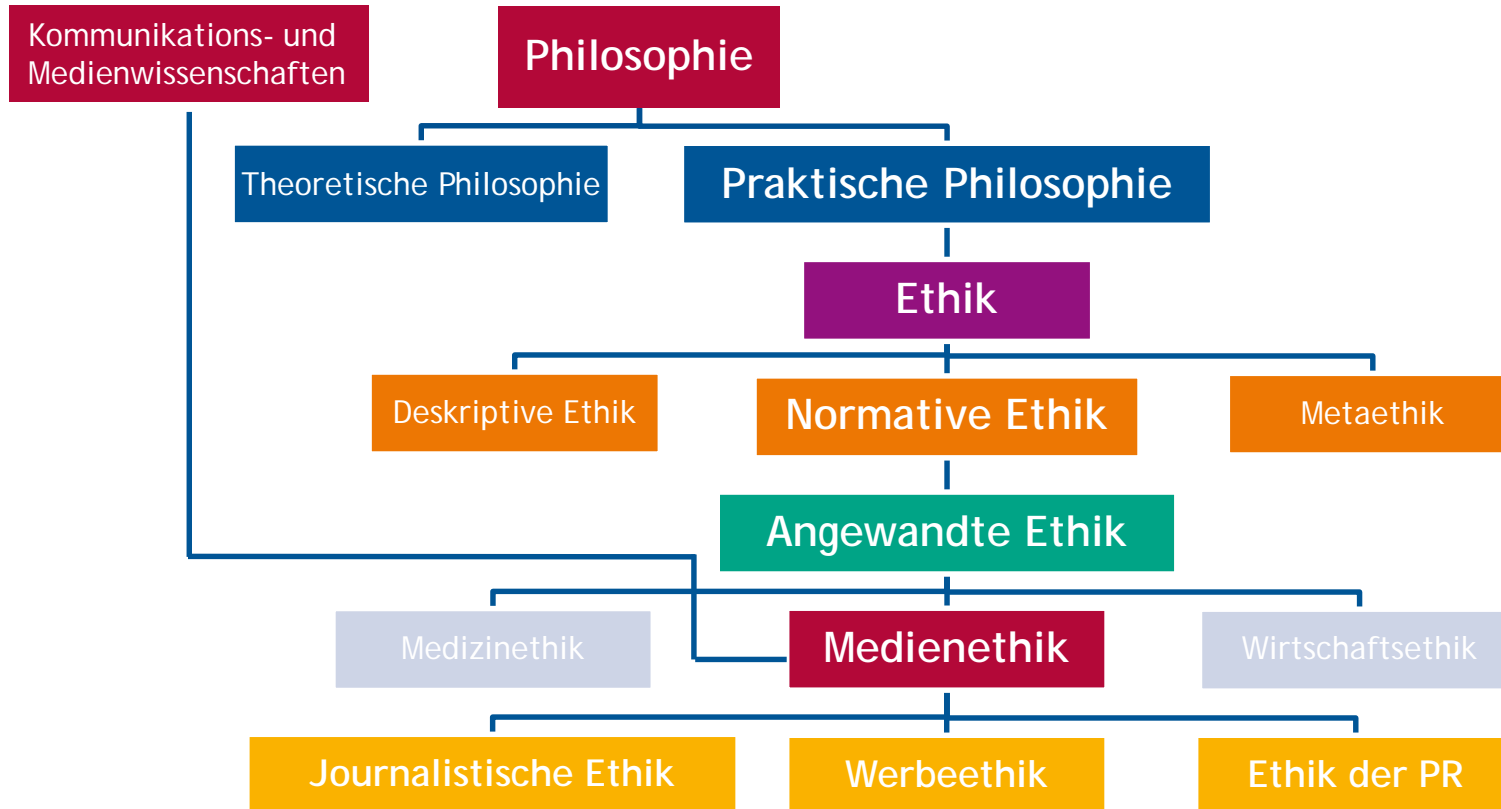 Kommunikations- und
Medienwissenschaften
Philosophie
Theoretische Philosophie
Praktische Philosophie
Ethik
Deskriptive Ethik
Normative Ethik
Metaethik
Angewandte Ethik
Medizinethik
Medienethik
Wirtschaftsethik
Journalistische Ethik
Werbeethik
Ethik der PR